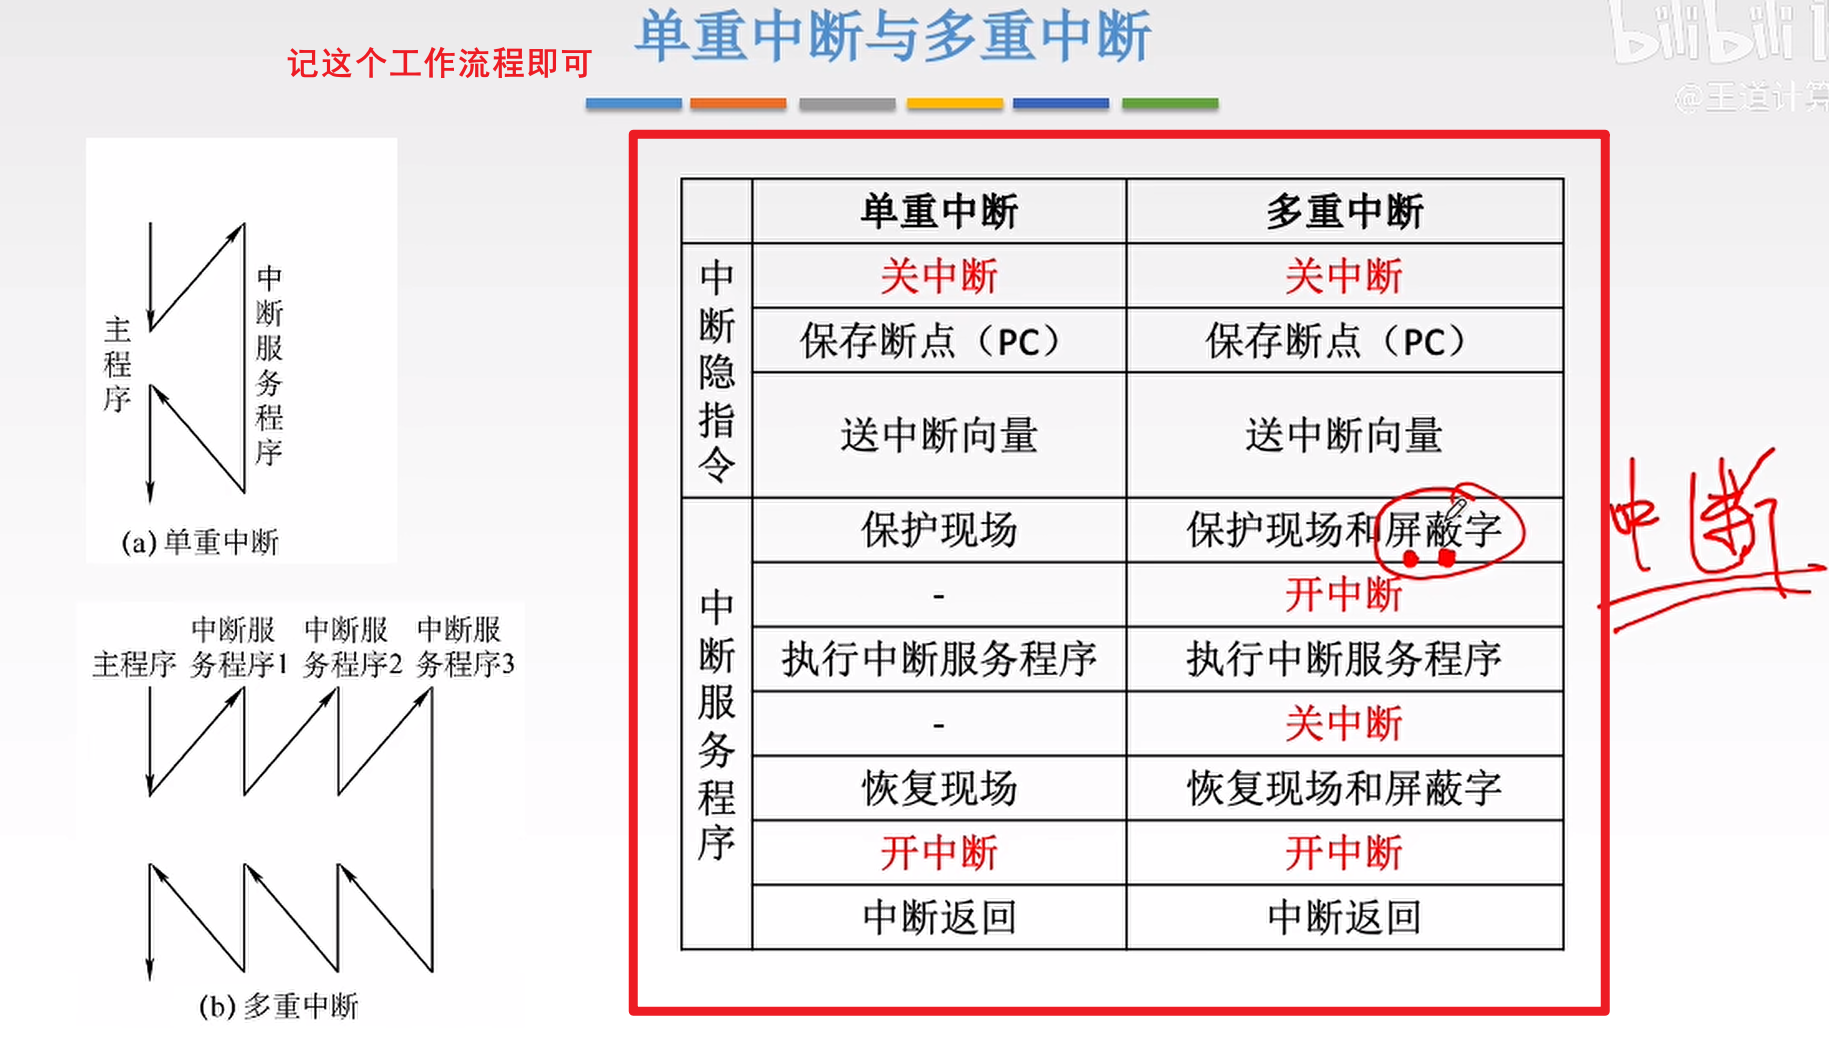 单重中断与多重中断
记这个工作流程即可
bilibili
@王道计算
主程序
中断服务程序
(a)单重中断
主程序
中断服务程序1
中断服务程序2
中断服务程序3
(b)多重中断
单重中断 多重中断
中断隐指令
关中断 关中断
保存断点（PC） 保存断点（PC）
送中断向量 送中断向量
中断服务程序
保护现场 保护现场和屏蔽字
- 开中断
执行中断服务程序 执行中断服务程序
- 关中断
恢复现场 恢复现场和屏蔽字
开中断 开中断
中断返回 中断返回
中断